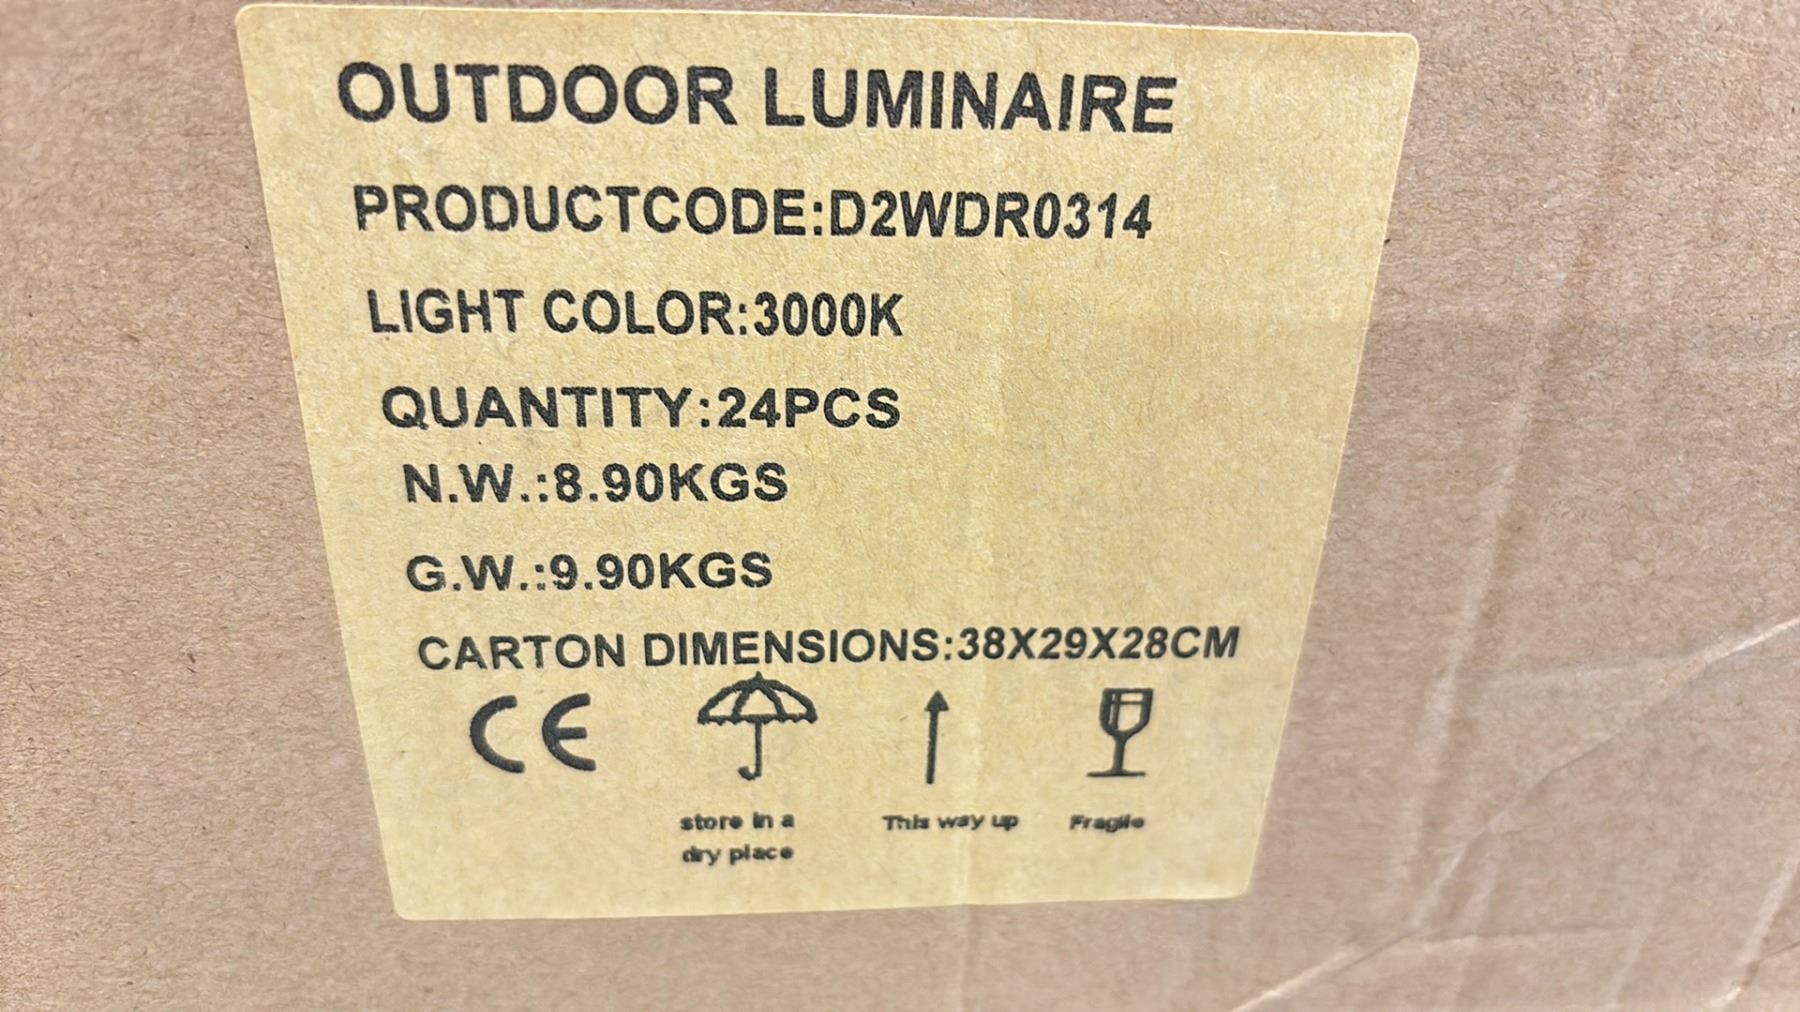 OUTDOOR LUMINAIRE
PRODUCTCODE:D2WDR0314
LIGHT COLOR:3000K
QUANTITY:24PCS
N.W.:8.90KGS
G.W.:9.90KGS
CARTON DIMENSIONS:38X29X28CM
CE
store in a
dry place
This way up
Fragile